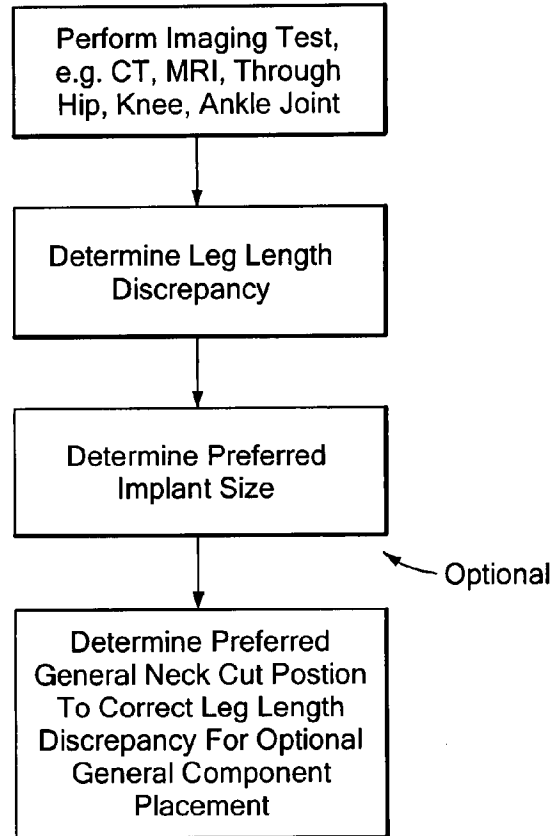 Perform Imaging Test,
e.g. CT, MRI, Through
Hip, Knee, Ankle Joint
Determine Leg Length
Discrepancy
Determine Preferred
Implant Size
Optional
Determine Preferred
General Neck Cut Postion
To Correct Leg Length
Discrepancy For Optional
General Component
Placement